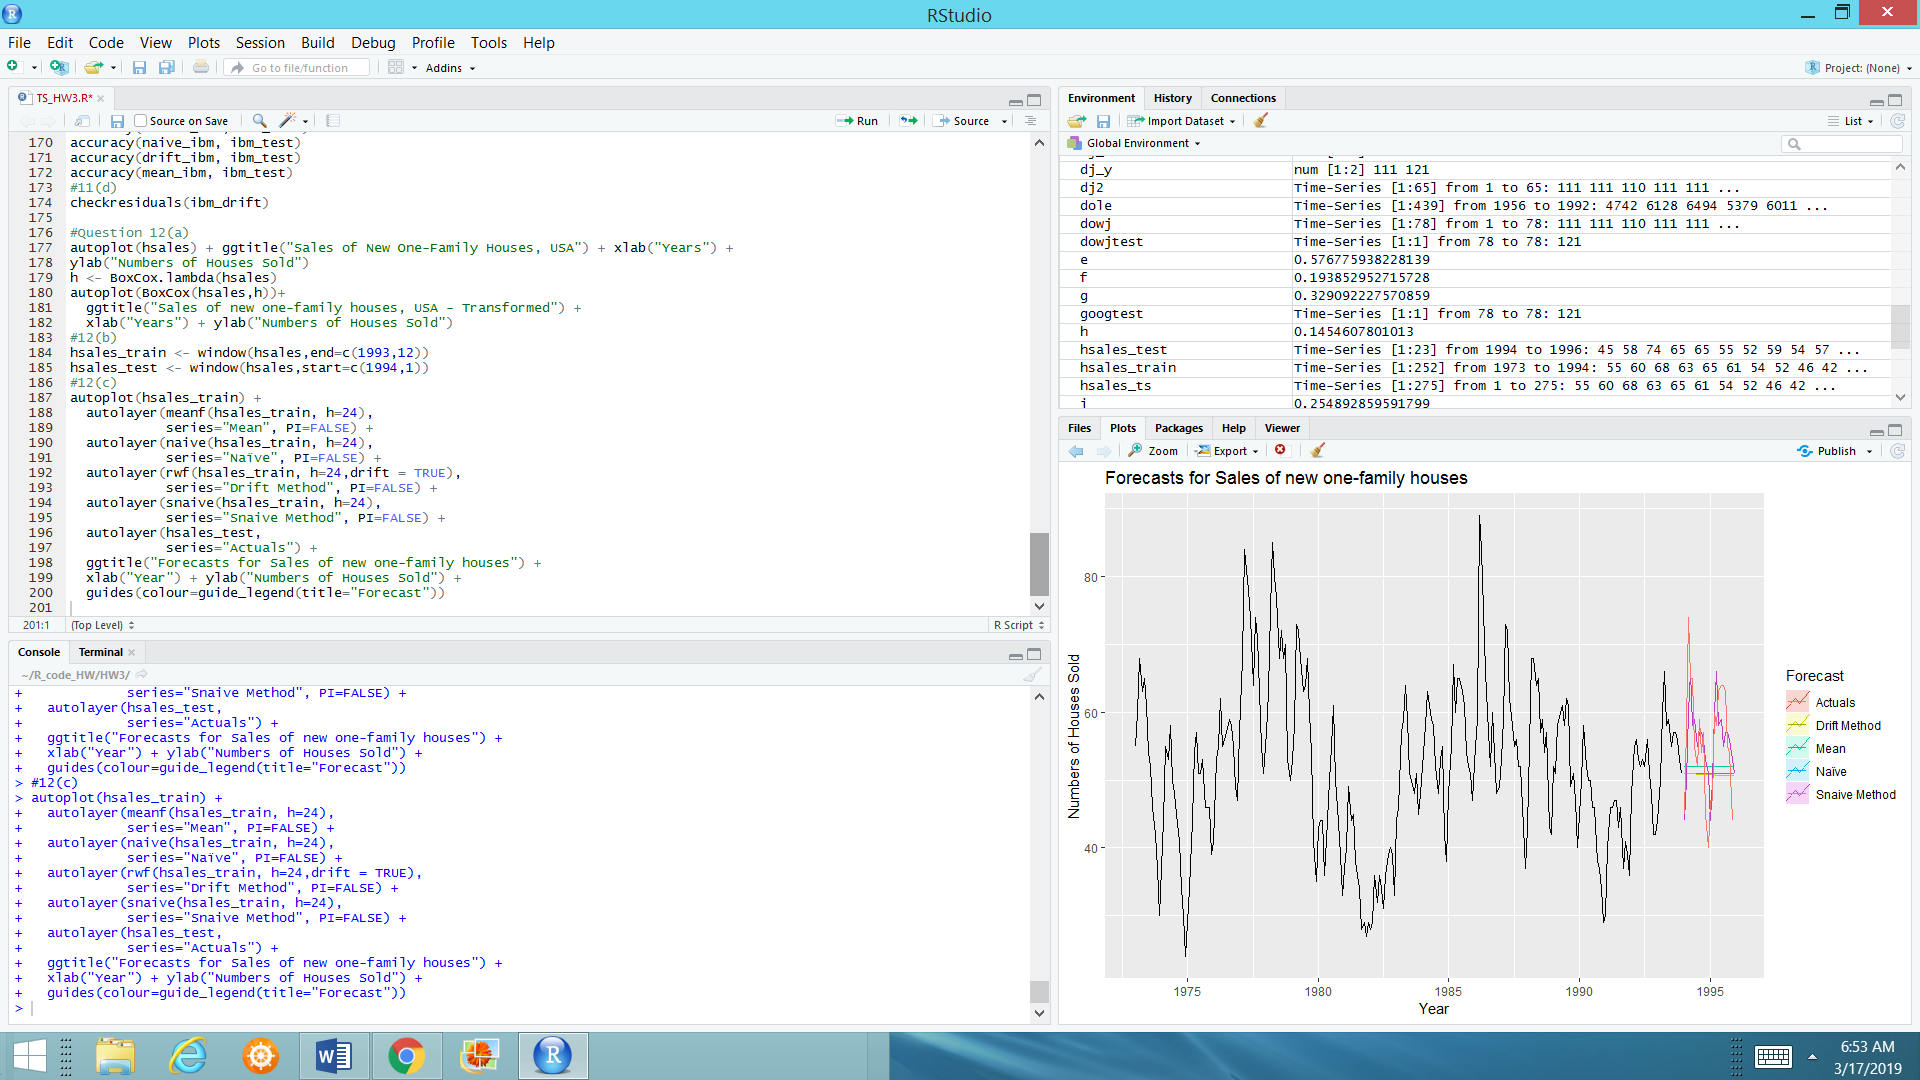 RStudio
File Edit Code View Plots Session Build Debug Profile Tools Help
Go to file/function Addins Project: (None)
TS_HW3.R*
Source on Save Run Source
170 accuracy(naive_ibm, ibm_test)
171 accuracy(drift_ibm, ibm_test)
172 accuracy(mean_ibm, ibm_test)
173 #11(d)
174 checkresiduals(ibm_drift)
175
176 #Question 12(a)
177 autoplot(hsales) + ggtitle("Sales of New One-Family Houses, USA") + xlab("Years") +
178 ylab("Numbers of Houses Sold")
179 h <- BoxCox.lambda(hsales)
180 autoplot(BoxCox(hsales,h))+
181 ggtitle("Sales of new one-family houses, USA - Transformed") +
182 xlab("Years") + ylab("Numbers of Houses Sold")
183 #12(b)
184 hsales_train <- window(hsales,end=c(1993,12))
185 hsales_test <- window(hsales,start=c(1994,1))
186 #12(c)
187 autoplot(hsales_train) +
188 autolayer(meanf(hsales_train, h=24),
189 series="Mean", PI=FALSE) +
190 autolayer(naive(hsales_train, h=24),
191 series="Naïve", PI=FALSE) +
192 autolayer(rwf(hsales_train, h=24,drift = TRUE),
193 series="Drift Method", PI=FALSE) +
194 autolayer(snaive(hsales_train, h=24),
195 series="Snaive Method", PI=FALSE) +
196 autolayer(hsales_test,
197 series="Actuals") +
198 ggtitle("Forecasts for Sales of new one-family houses") +
199 xlab("Year") + ylab("Numbers of Houses Sold") +
200 guides(colour=guide_legend(title="Forecast"))
201
201:1 (Top Level) R Script
Console Terminal
~/R_code_HW/HW3/
+ series="Snaive Method", PI=FALSE) +
+ autolayer(hsales_test,
+ series="Actuals") +
+ ggtitle("Forecasts for Sales of new one-family houses") +
+ xlab("Year") + ylab("Numbers of Houses Sold") +
+ guides(colour=guide_legend(title="Forecast"))
> #12(c)
> autoplot(hsales_train) +
+ autolayer(meanf(hsales_train, h=24),
+ series="Mean", PI=FALSE) +
+ autolayer(naive(hsales_train, h=24),
+ series="Naïve", PI=FALSE) +
+ autolayer(rwf(hsales_train, h=24,drift = TRUE),
+ series="Drift Method", PI=FALSE) +
+ autolayer(snaive(hsales_train, h=24),
+ series="Snaive Method", PI=FALSE) +
+ autolayer(hsales_test,
+ series="Actuals") +
+ ggtitle("Forecasts for Sales of new one-family houses") +
+ xlab("Year") + ylab("Numbers of Houses Sold") +
+ guides(colour=guide_legend(title="Forecast"))
>
Environment History Connections
Import Dataset List
Global Environment
dj_y num [1:2] 111 121
dj2 Time-Series [1:65] from 1 to 65: 111 111 110 111 111 ...
dole Time-Series [1:439] from 1956 to 1992: 4742 6128 6494 5379 6011 ...
dowj Time-Series [1:78] from 1 to 78: 111 111 110 111 111 ...
dowjtest Time-Series [1:1] from 78 to 78: 121
e 0.576775938228139
f 0.193852952715728
g 0.329092227570859
googtest Time-Series [1:1] from 78 to 78: 121
h 0.1454607801013
hsales_test Time-Series [1:23] from 1994 to 1996: 45 58 74 65 65 55 52 59 54 57 ...
hsales_train Time-Series [1:252] from 1973 to 1994: 55 60 68 63 65 61 54 52 46 42 ...
hsales_ts Time-Series [1:275] from 1 to 275: 55 60 68 63 65 61 54 52 46 42 ...
i 0.254892859591799
Files Plots Packages Help Viewer
Zoom Export Publish
Forecasts for Sales of new one-family houses
Numbers of Houses Sold
80
60
40
1975 1980 1985 1990 1995
Year
Forecast
Actuals
Drift Method
Mean
Naïve
Snaive Method
6:53 AM
3/17/2019